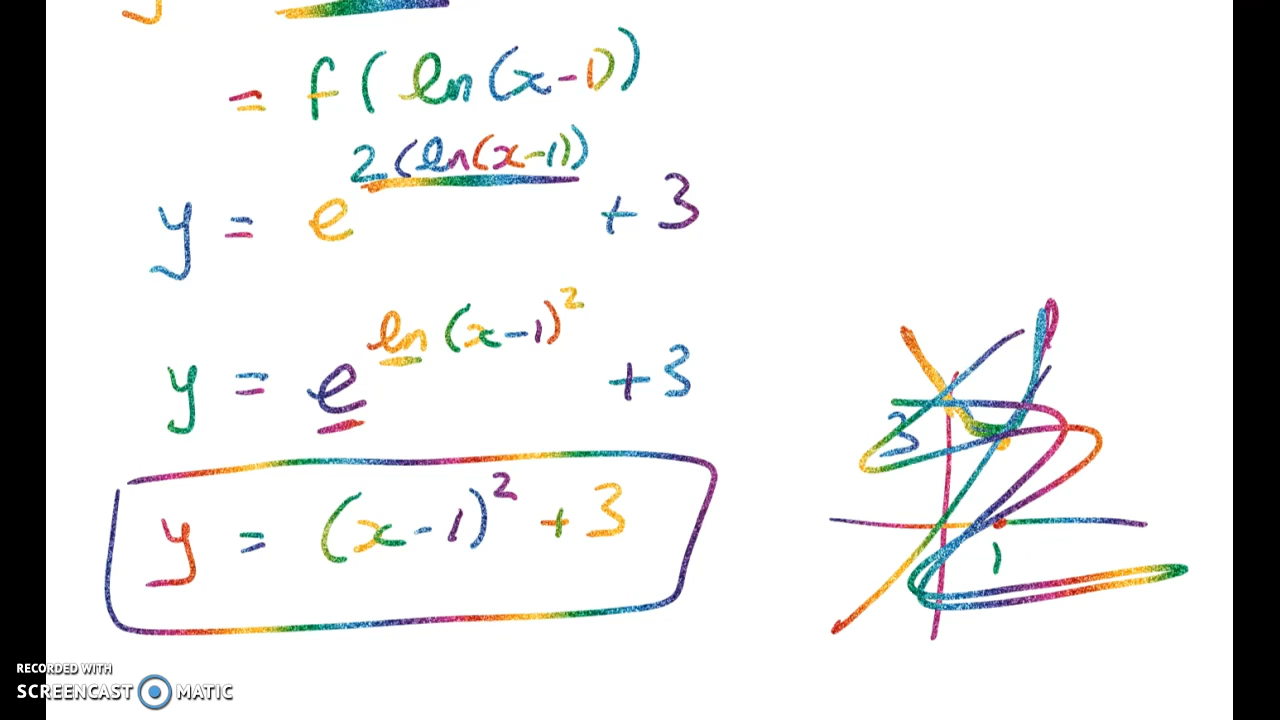 y
= f(ln(x-1))
y = e^2(ln(x-1)) + 3
y = e^ln(x-1)^2 + 3
y = (x-1)^2 + 3
3
1
RECORDED WITH
SCREENCAST MATIC